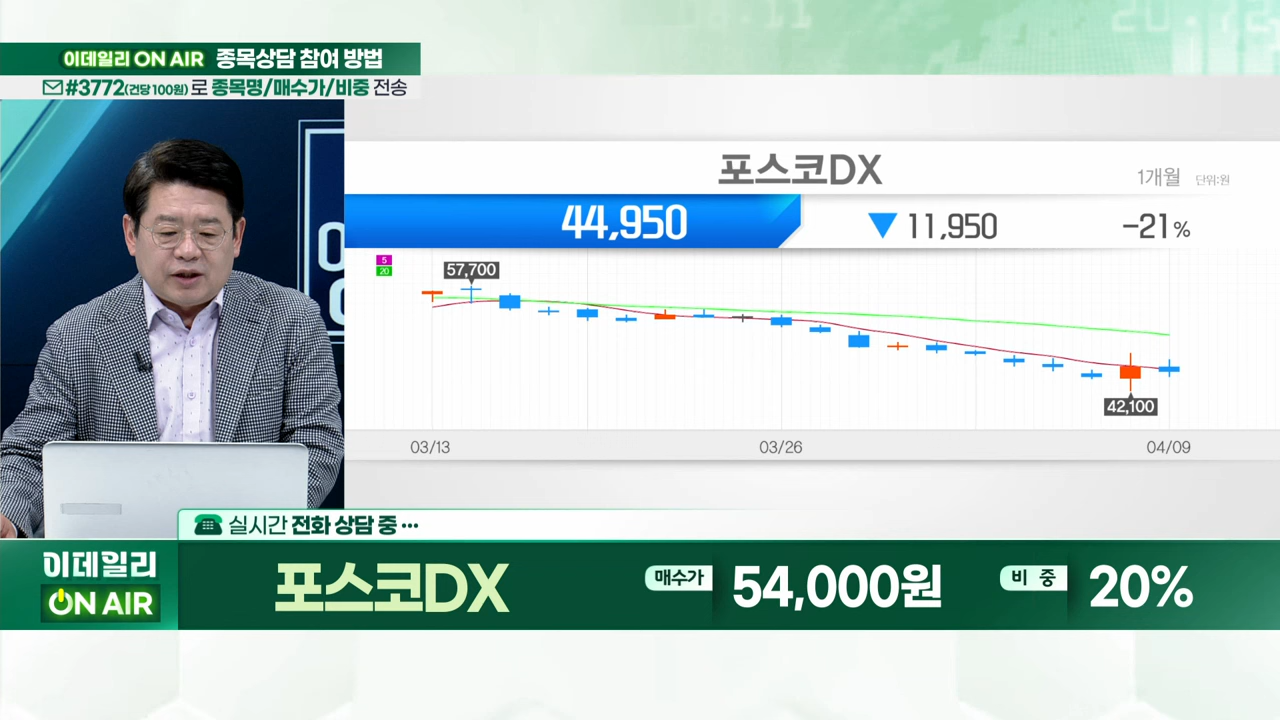 이데일리 ON AIR 종목상담 참여 방법
#3772(건당 100원)로 종목명/매수가/비중 전송
포스코DX
1개월 단위:원
44,950 ▼ 11,950 -21%
5
20
57,700
42,100
03/13 03/26 04/09
실시간 전화 상담 중 ···
이데일리
ON AIR
포스코DX 매수가 54,000원 비 중 20%